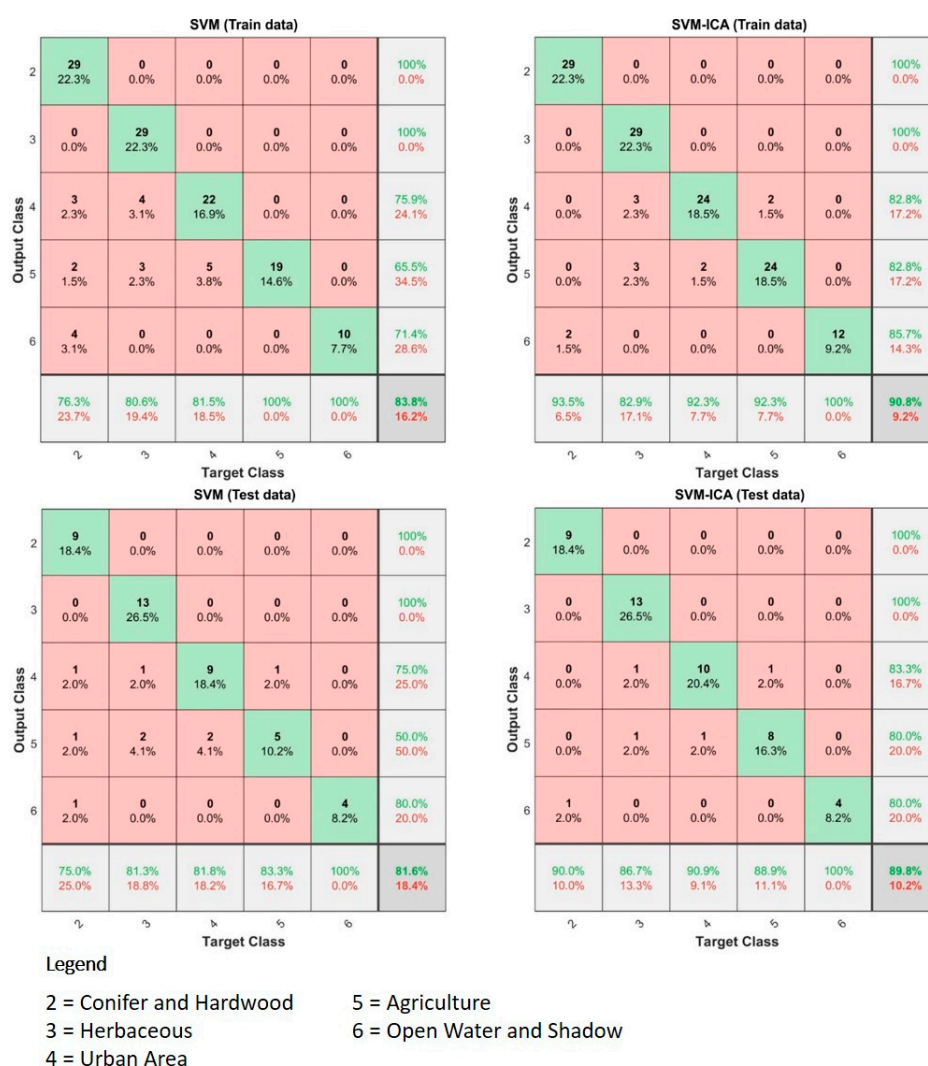 SVM (Train data)
2 29 0 0 0 0 100%
22.3% 0.0% 0.0% 0.0% 0.0% 0.0%
3 0 29 0 0 0 100%
0.0% 22.3% 0.0% 0.0% 0.0% 0.0%
4 3 4 22 0 0 75.9%
2.3% 3.1% 16.9% 0.0% 0.0% 24.1%
5 2 3 5 19 0 65.5%
1.5% 2.3% 3.8% 14.6% 0.0% 34.5%
6 4 0 0 0 10 71.4%
3.1% 0.0% 0.0% 0.0% 7.7% 28.6%
76.3% 80.6% 81.5% 100% 100% 83.8%
23.7% 19.4% 18.5% 0.0% 0.0% 16.2%
2 3 4 5 6
Output Class
Target Class
SVM-ICA (Train data)
2 29 0 0 0 0 100%
22.3% 0.0% 0.0% 0.0% 0.0% 0.0%
3 0 29 0 0 0 100%
0.0% 22.3% 0.0% 0.0% 0.0% 0.0%
4 0 3 24 2 0 82.8%
0.0% 2.3% 18.5% 1.5% 0.0% 17.2%
5 0 3 2 24 0 82.8%
0.0% 2.3% 1.5% 18.5% 0.0% 17.2%
6 2 0 0 0 12 85.7%
1.5% 0.0% 0.0% 0.0% 9.2% 14.3%
93.5% 82.9% 92.3% 92.3% 100% 90.8%
6.5% 17.1% 7.7% 7.7% 0.0% 9.2%
2 3 4 5 6
Output Class
Target Class
SVM (Test data)
2 9 0 0 0 0 100%
18.4% 0.0% 0.0% 0.0% 0.0% 0.0%
3 0 13 0 0 0 100%
0.0% 26.5% 0.0% 0.0% 0.0% 0.0%
4 1 1 9 1 0 75.0%
2.0% 2.0% 18.4% 2.0% 0.0% 25.0%
5 1 2 2 5 0 50.0%
2.0% 4.1% 4.1% 10.2% 0.0% 50.0%
6 1 0 0 0 4 80.0%
2.0% 0.0% 0.0% 0.0% 8.2% 20.0%
75.0% 81.3% 81.8% 83.3% 100% 81.6%
25.0% 18.8% 18.2% 16.7% 0.0% 18.4%
2 3 4 5 6
Output Class
Target Class
SVM-ICA (Test data)
2 9 0 0 0 0 100%
18.4% 0.0% 0.0% 0.0% 0.0% 0.0%
3 0 13 0 0 0 100%
0.0% 26.5% 0.0% 0.0% 0.0% 0.0%
4 0 1 10 1 0 83.3%
0.0% 2.0% 20.4% 2.0% 0.0% 16.7%
5 0 1 1 8 0 80.0%
0.0% 2.0% 2.0% 16.3% 0.0% 20.0%
6 1 0 0 0 4 80.0%
2.0% 0.0% 0.0% 0.0% 8.2% 20.0%
90.0% 86.7% 90.9% 88.9% 100% 89.8%
10.0% 13.3% 9.1% 11.1% 0.0% 10.2%
2 3 4 5 6
Output Class
Target Class
Legend
2 = Conifer and Hardwood
3 = Herbaceous
4 = Urban Area
5 = Agriculture
6 = Open Water and Shadow